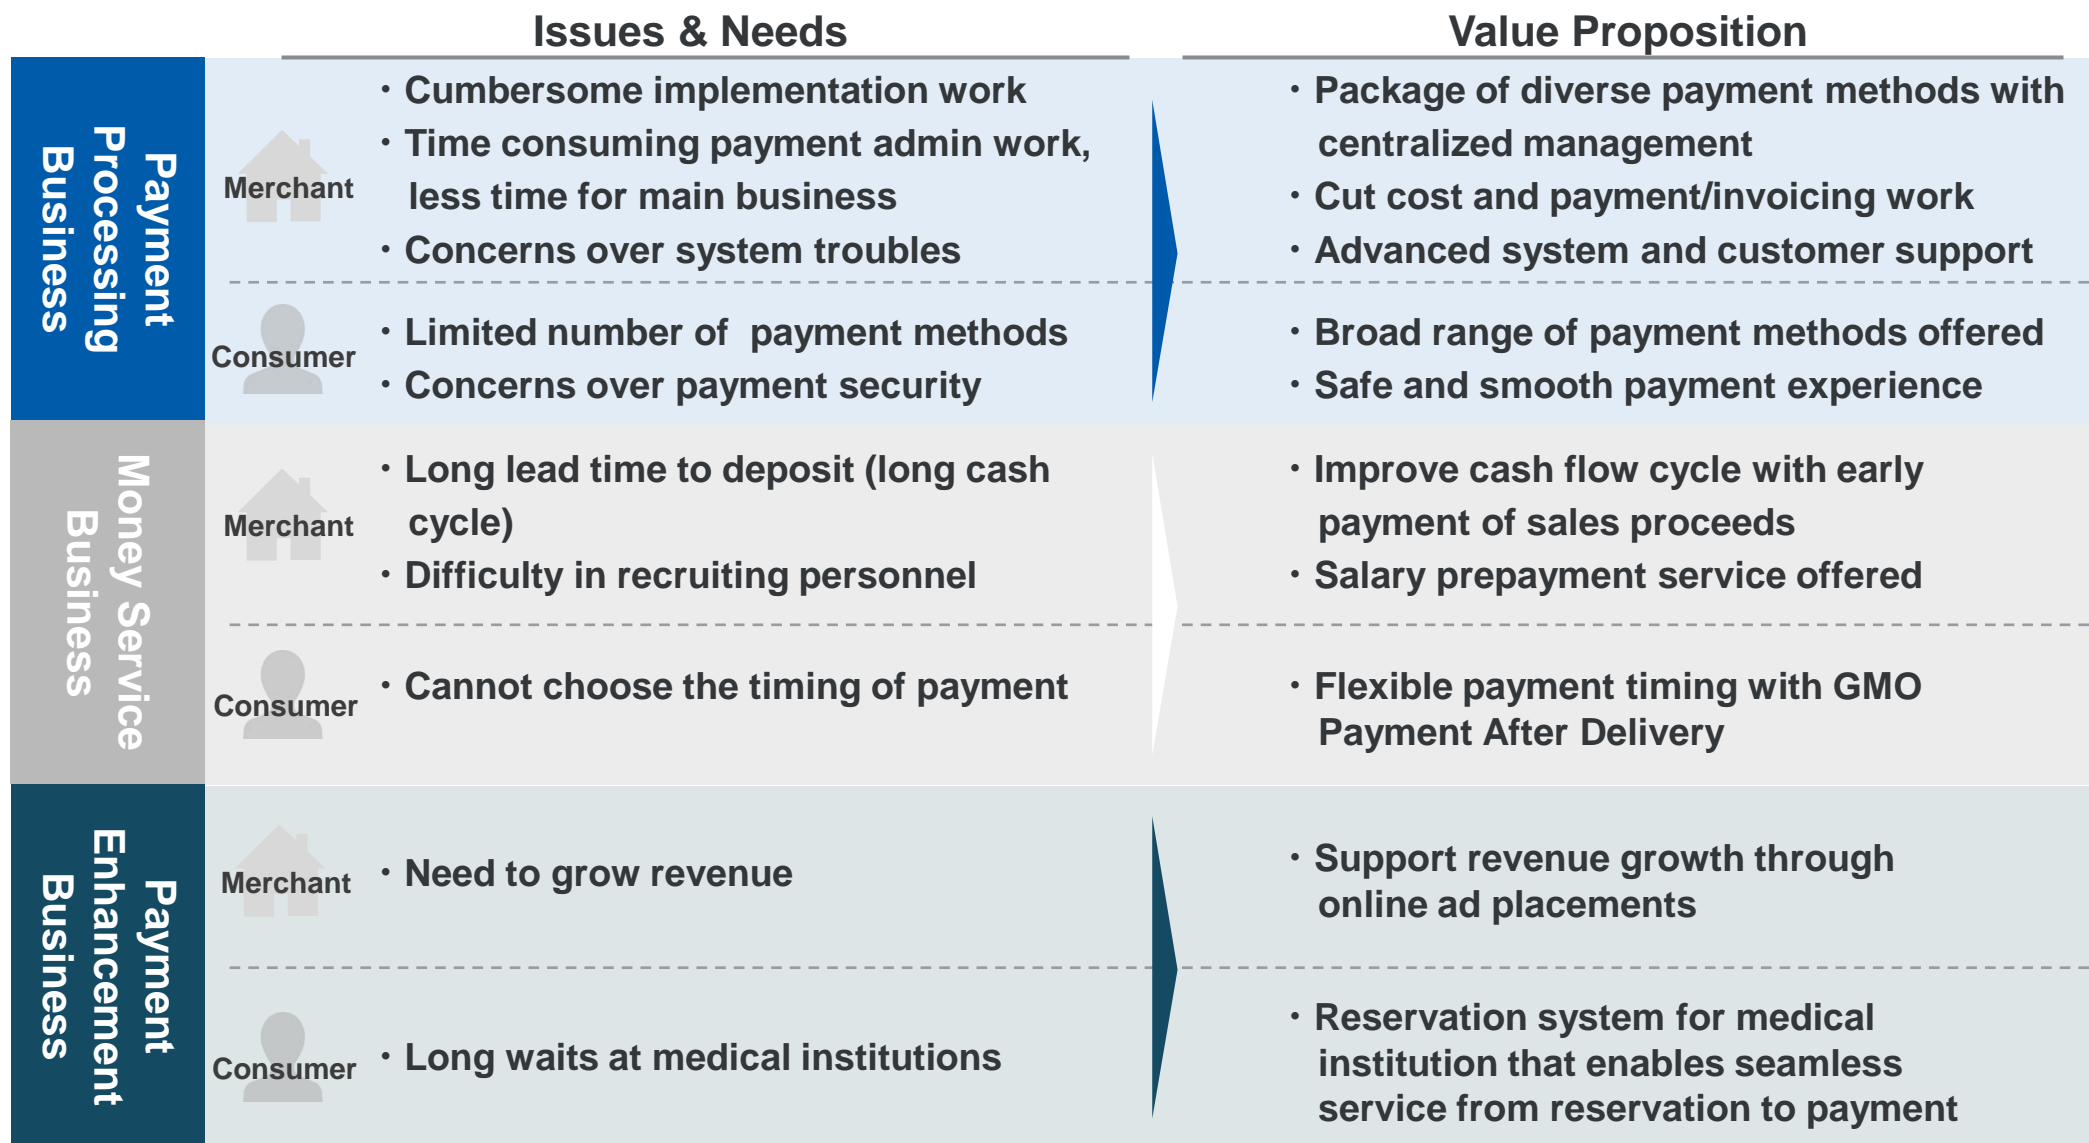 Issues & Needs
Value Proposition
Payment
Processing
Business
Merchant
・Cumbersome implementation work
・Time consuming payment admin work,
less time for main business
・Concerns over system troubles
・Package of diverse payment methods with
centralized management
・Cut cost and payment/invoicing work
・Advanced system and customer support
Consumer
・Limited number of payment methods
・Concerns over payment security
・Broad range of payment methods offered
・Safe and smooth payment experience
Money Service
Business
Merchant
・Long lead time to deposit (long cash
cycle)
・Difficulty in recruiting personnel
・Improve cash flow cycle with early
payment of sales proceeds
・Salary prepayment service offered
Consumer
・Cannot choose the timing of payment
・Flexible payment timing with GMO
Payment After Delivery
Payment
Enhancement
Business
Merchant
・Need to grow revenue
・Support revenue growth through
online ad placements
Consumer
・Long waits at medical institutions
・Reservation system for medical
institution that enables seamless
service from reservation to payment